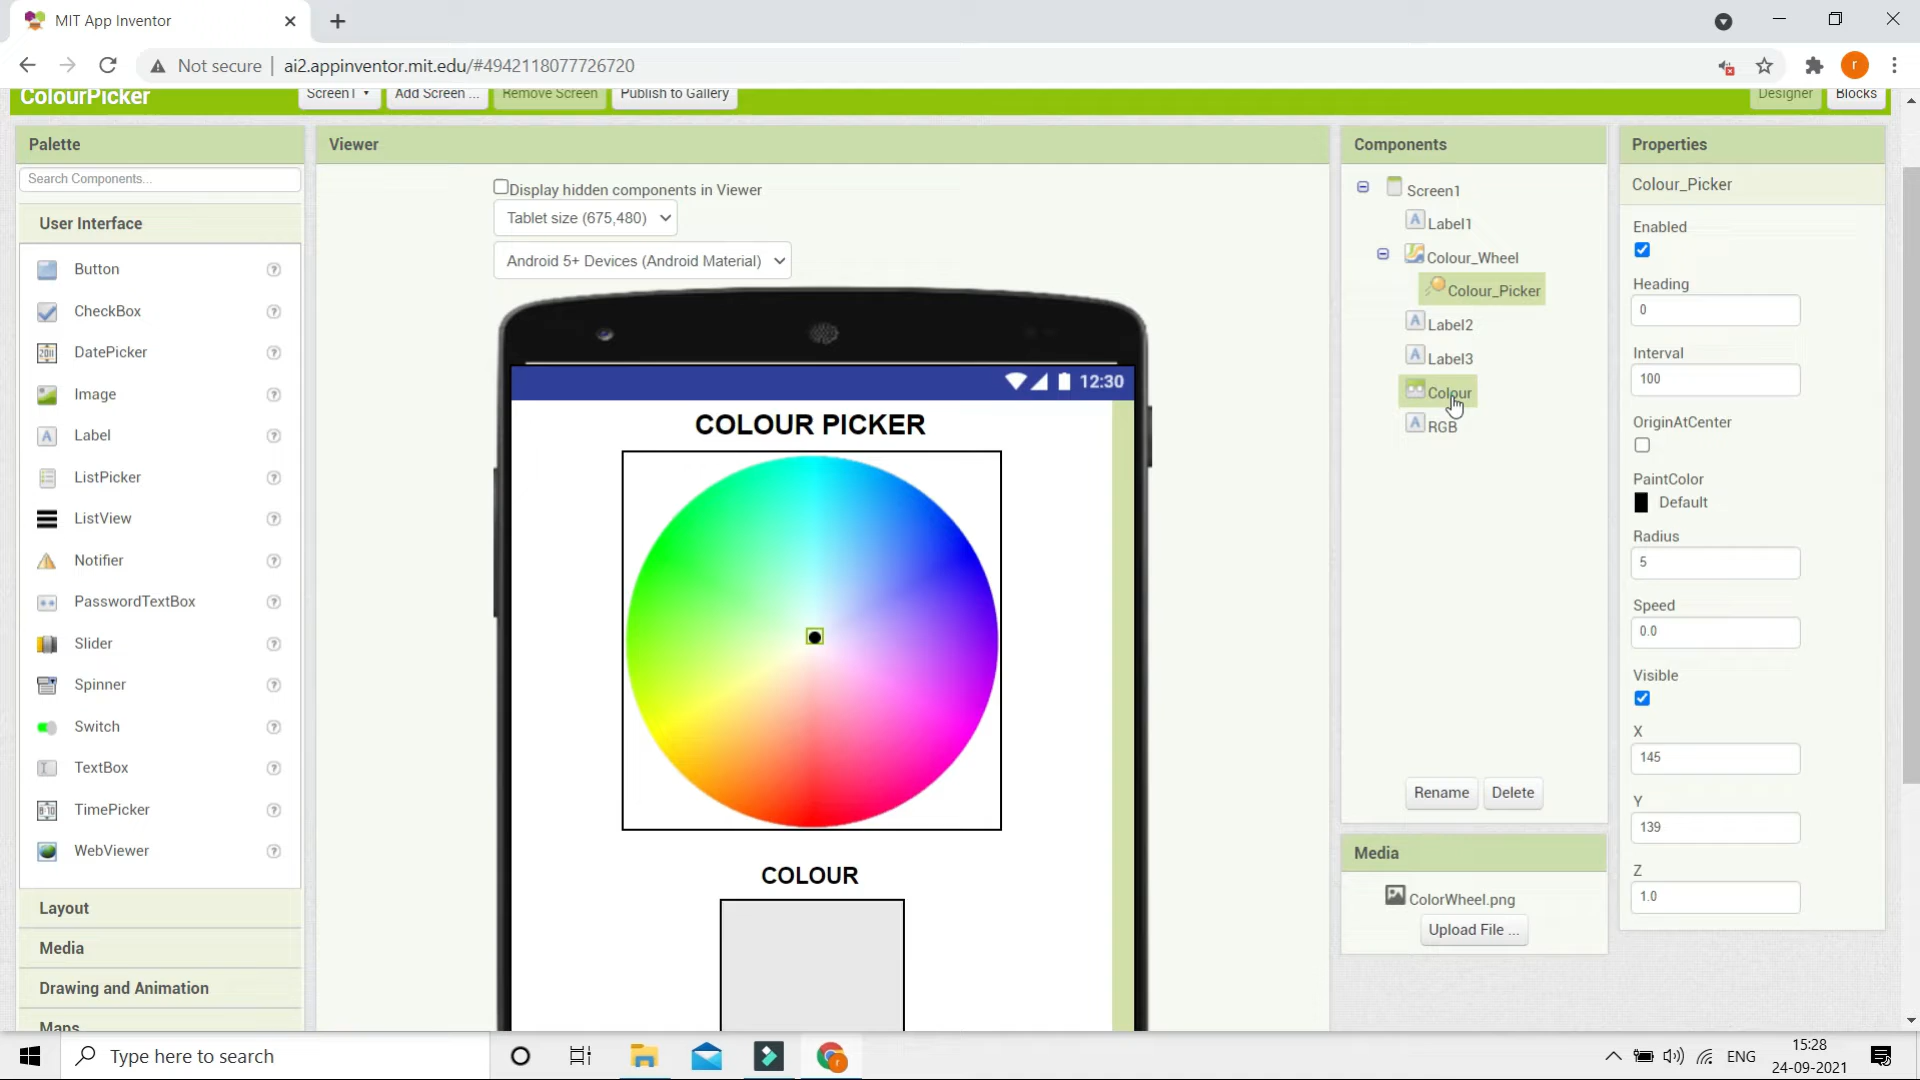 MIT App Inventor
Not secure
ai2.appinventor.mit.edu/#4942118077726720
r
ColourPicker
Screen1
Add Screen ...
Remove Screen
Publish to Gallery
Designer
Blocks
Palette
Search Components...
User Interface
Button
CheckBox
DatePicker
Image
Label
ListPicker
ListView
Notifier
PasswordTextBox
Slider
Spinner
Switch
TextBox
TimePicker
WebViewer
Layout
Media
Drawing and Animation
Maps
Viewer
Display hidden components in Viewer
Tablet size (675,480)
Android 5+ Devices (Android Material)
12:30
COLOUR PICKER
COLOUR
Components
Screen1
Label1
Colour_Wheel
Colour_Picker
Label2
Label3
Colour
RGB
Rename
Delete
Media
ColorWheel.png
Upload File ...
Properties
Colour_Picker
Enabled
Heading
0
Interval
100
OriginAtCenter
PaintColor
Default
Radius
5
Speed
0.0
Visible
X
145
Y
139
Z
1.0
Type here to search
ENG
15:28
24-09-2021